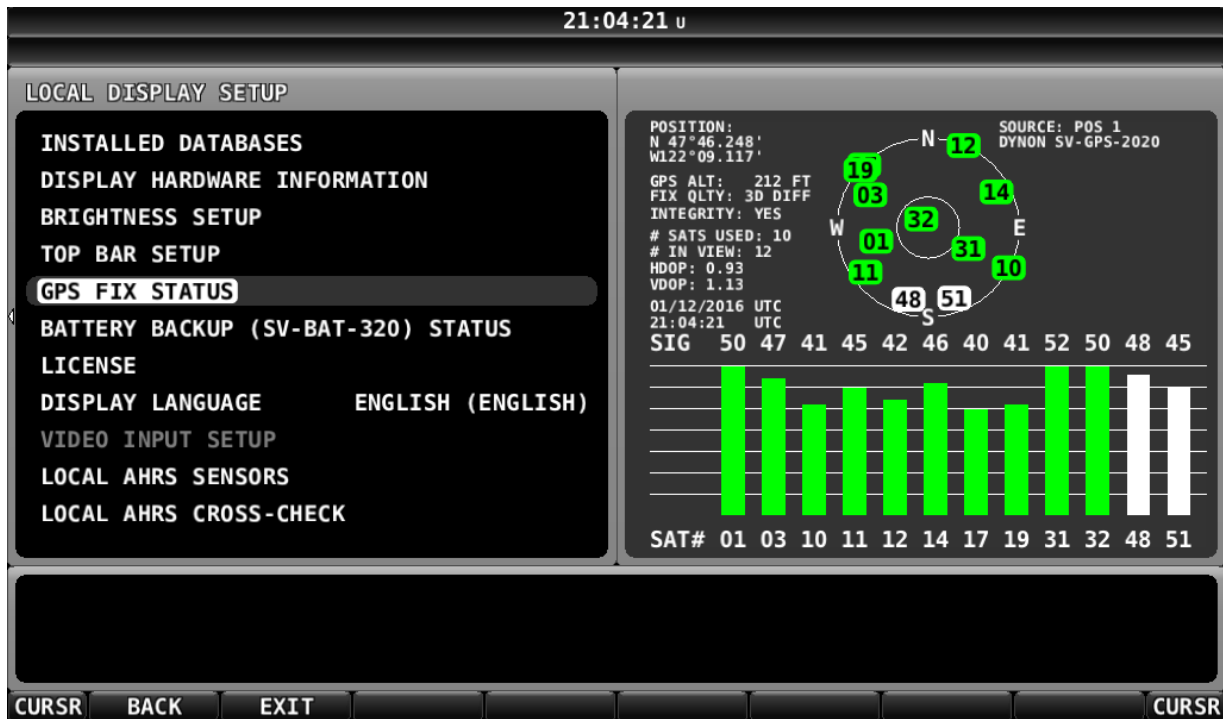 21:04:21 U
LOCAL DISPLAY SETUP
INSTALLED DATABASES
DISPLAY HARDWARE INFORMATION
BRIGHTNESS SETUP
TOP BAR SETUP
GPS FIX STATUS
BATTERY BACKUP (SV-BAT-320) STATUS
LICENSE
DISPLAY LANGUAGE ENGLISH (ENGLISH)
VIDEO INPUT SETUP
LOCAL AHRS SENSORS
LOCAL AHRS CROSS-CHECK
POSITION:
N 47°46.248'
W122°09.117'
GPS ALT: 212 FT
FIX QLTY: 3D DIFF
INTEGRITY: YES
# SATS USED: 10
# IN VIEW: 12
HDOP: 0.93
VDOP: 1.13
01/12/2016 UTC
21:04:21 UTC
SOURCE: POS 1
DYNON SV-GPS-2020
N
12
19
03
14
32
W
E
01
31
11
10
48
51
S
SIG 50 47 41 45 42 46 40 41 52 50 48 45
SAT# 01 03 10 11 12 14 17 19 31 32 48 51
CURSR BACK EXIT CURSR